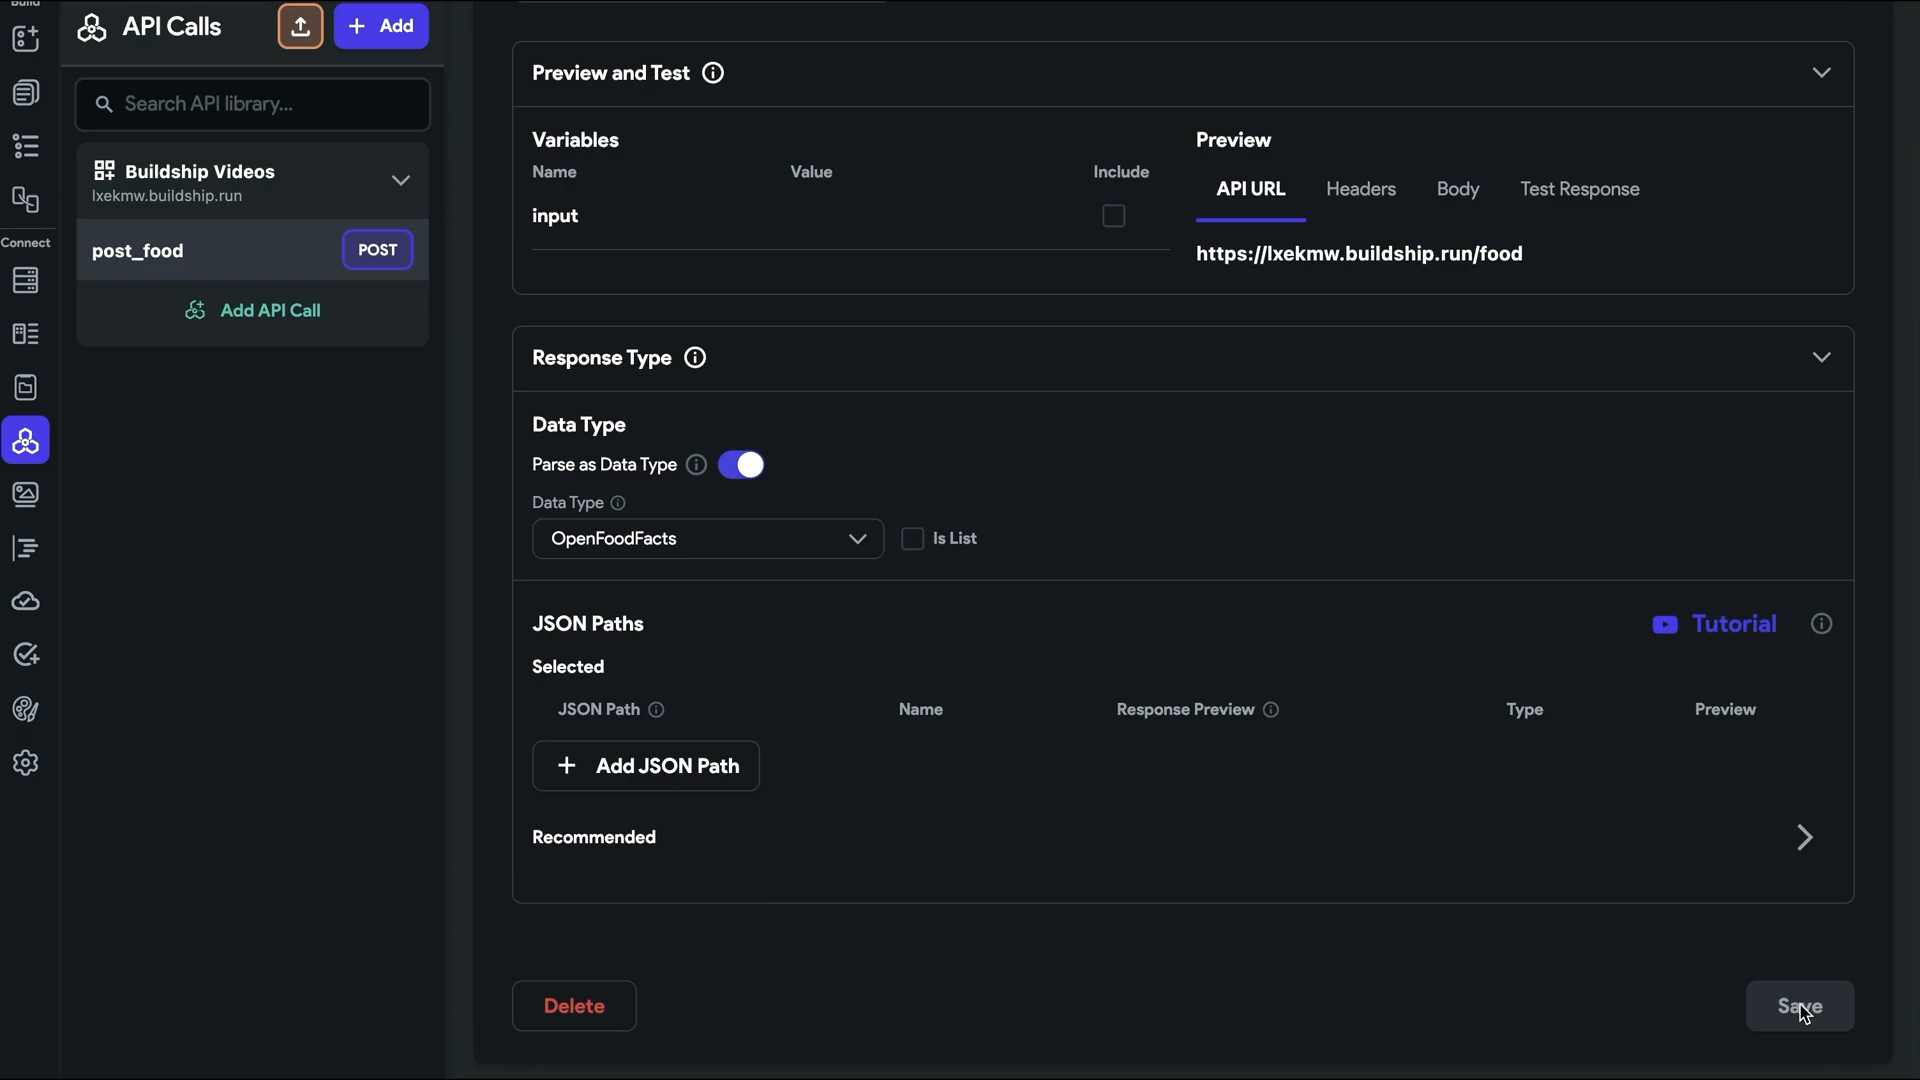 Build
API Calls
Add
Search API library...
Buildship Videos
lxekmw.buildship.run
post_food
POST
Add API Call
Connect
Preview and Test
Variables
Name
Value
Include
input
Preview
API URL
Headers
Body
Test Response
https://lxekmw.buildship.run/food
Response Type
Data Type
Parse as Data Type
Data Type
OpenFoodFacts
Is List
JSON Paths
Tutorial
Selected
JSON Path
Name
Response Preview
Type
Preview
Add JSON Path
Recommended
Delete
Save